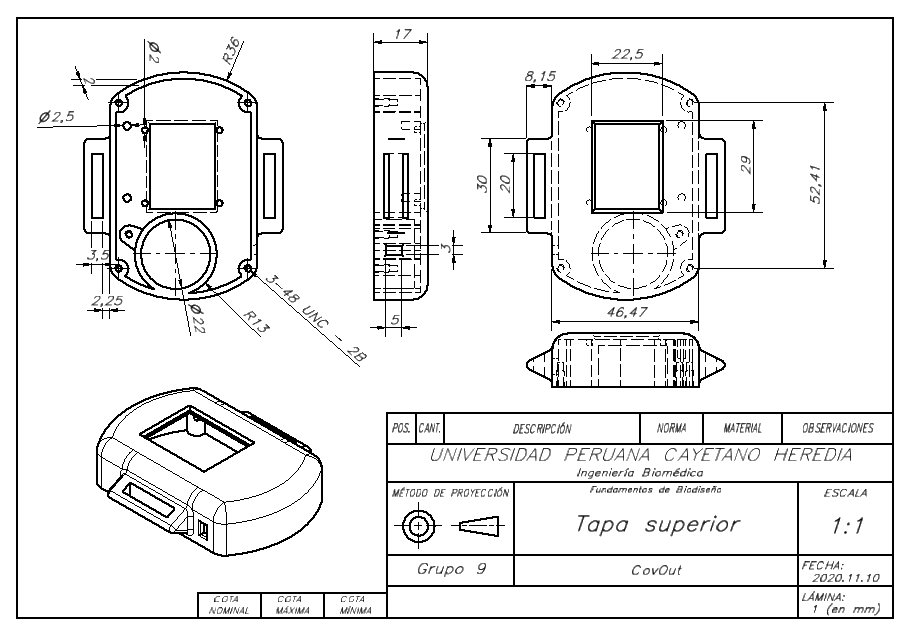 17
Ø2
R36
2
Ø2,5
3,5
2,25
Ø22
R13
3-48 UNC - 2B
3
5
22,5
8,15
30
20
29
52,41
46,47
POS. CANT. DESCRIPCIÓN NORMA MATERIAL OBSERVACIONES
UNIVERSIDAD PERUANA CAYETANO HEREDIA
Ingeniería Biomédica
MÉTODO DE PROYECCIÓN
Fundamentos de Biodiseño
Tapa superior
ESCALA
1:1
Grupo 9
CovOut
FECHA:
2020.11.10
LÁMINA:
1 (en mm)
COTA NOMINAL
COTA MÁXIMA
COTA MÍNIMA